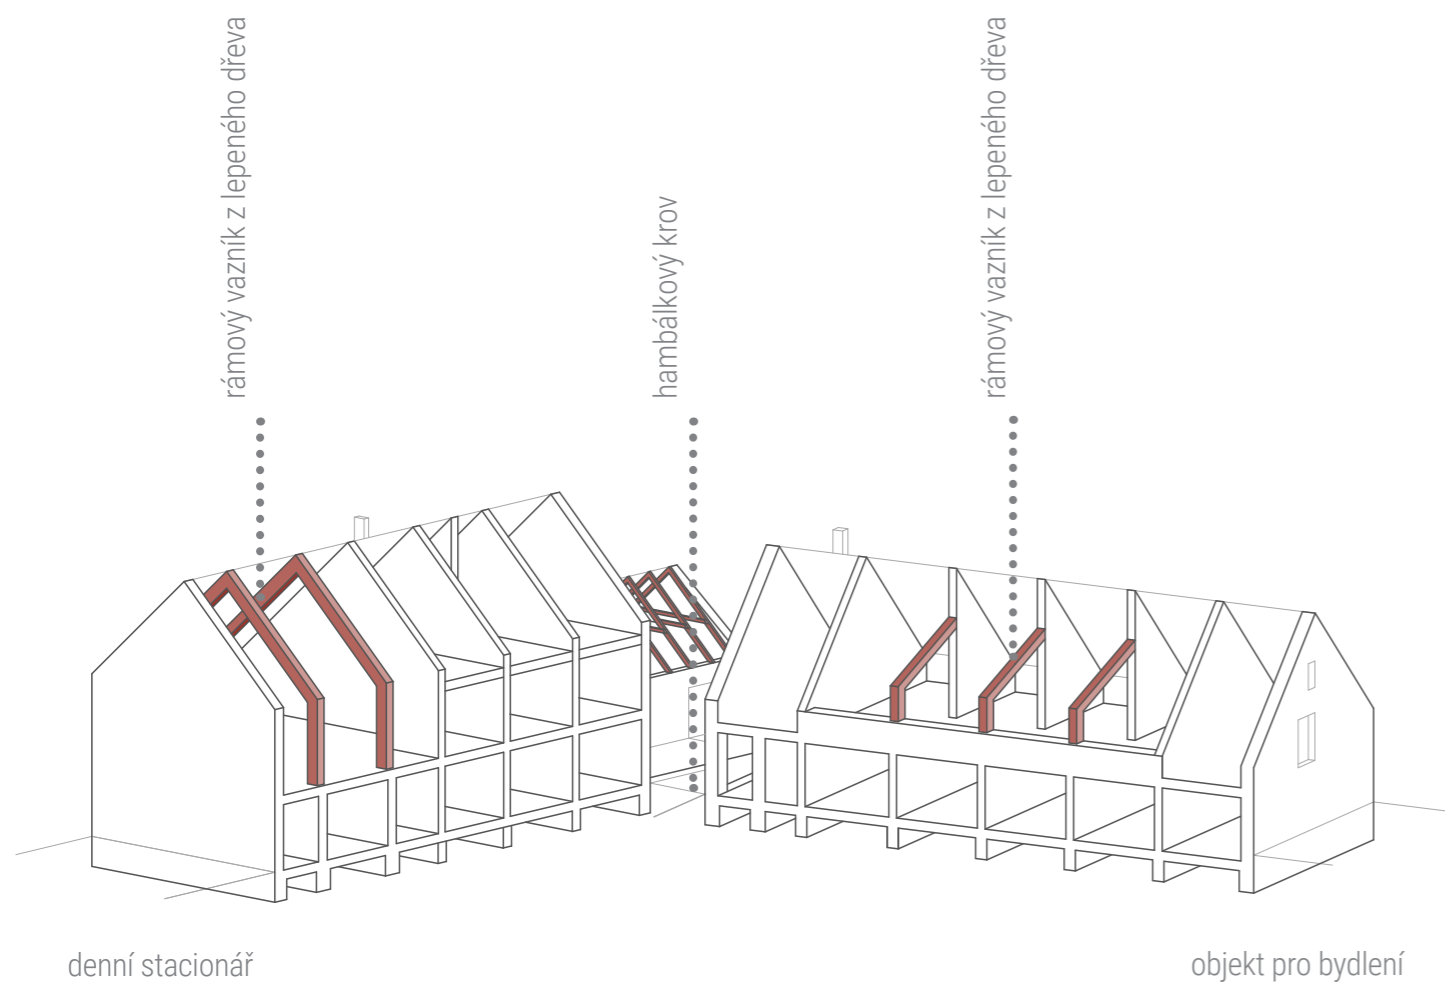 rámový vazník z lepeného dřeva
hambálkový krov
rámový vazník z lepeného dřeva
denní stacionář
objekt pro bydlení